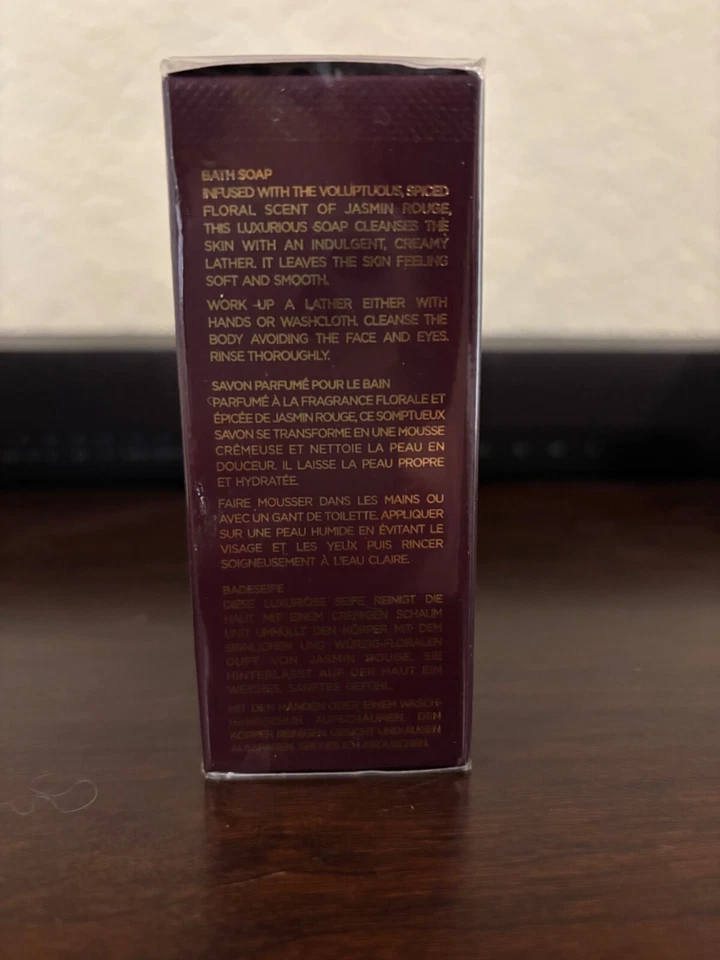 BATH SOAP
INFUSED WITH THE VOLUPTUOUS, SPICED
FLORAL SCENT OF JASMIN ROUGE,
THIS LUXURIOUS SOAP CLEANSES THE
SKIN WITH AN INDULGENT, CREAMY
LATHER. IT LEAVES THE SKIN FEELING
SOFT AND SMOOTH.
WORK UP A LATHER EITHER WITH
HANDS OR WASHCLOTH. CLEANSE THE
BODY AVOIDING THE FACE AND EYES.
RINSE THOROUGHLY.
SAVON PARFUMÉ POUR LE BAIN
PARFUMÉ À LA FRAGRANCE FLORALE ET
ÉPICÉE DE JASMIN ROUGE, CE SOMPTUEUX
SAVON SE TRANSFORME EN UNE MOUSSE
CRÉMEUSE ET NETTOIE LA PEAU EN
DOUCEUR. IL LAISSE LA PEAU PROPRE
ET HYDRATÉE.
FAIRE MOUSSER DANS LES MAINS OU
AVEC UN GANT DE TOILETTE. APPLIQUER
SUR UNE PEAU HUMIDE EN ÉVITANT LE
VISAGE ET LES YEUX PUIS RINCER
SOIGNEUSEMENT À L'EAU CLAIRE.
BADESEIFE
DIESE LUXURIÖSE SEIFE REINIGT DIE
HAUT MIT EINEM CREMIGEN SCHAUM
UND UMHÜLLT DEN KÖRPER MIT DEM
SINNLICHEN UND WÜRZIG-FLORALEN
DUFT VON JASMIN ROUGE. SIE
HINTERLÄSST AUF DER HAUT EIN
WEICHES, SANFTES GEFÜHL.
MIT DEN HÄNDEN ODER EINEM WASCH-
HANDSCHUH AUFSCHÄUMEN. DEN
KÖRPER REINIGEN, GESICHT UND AUGEN